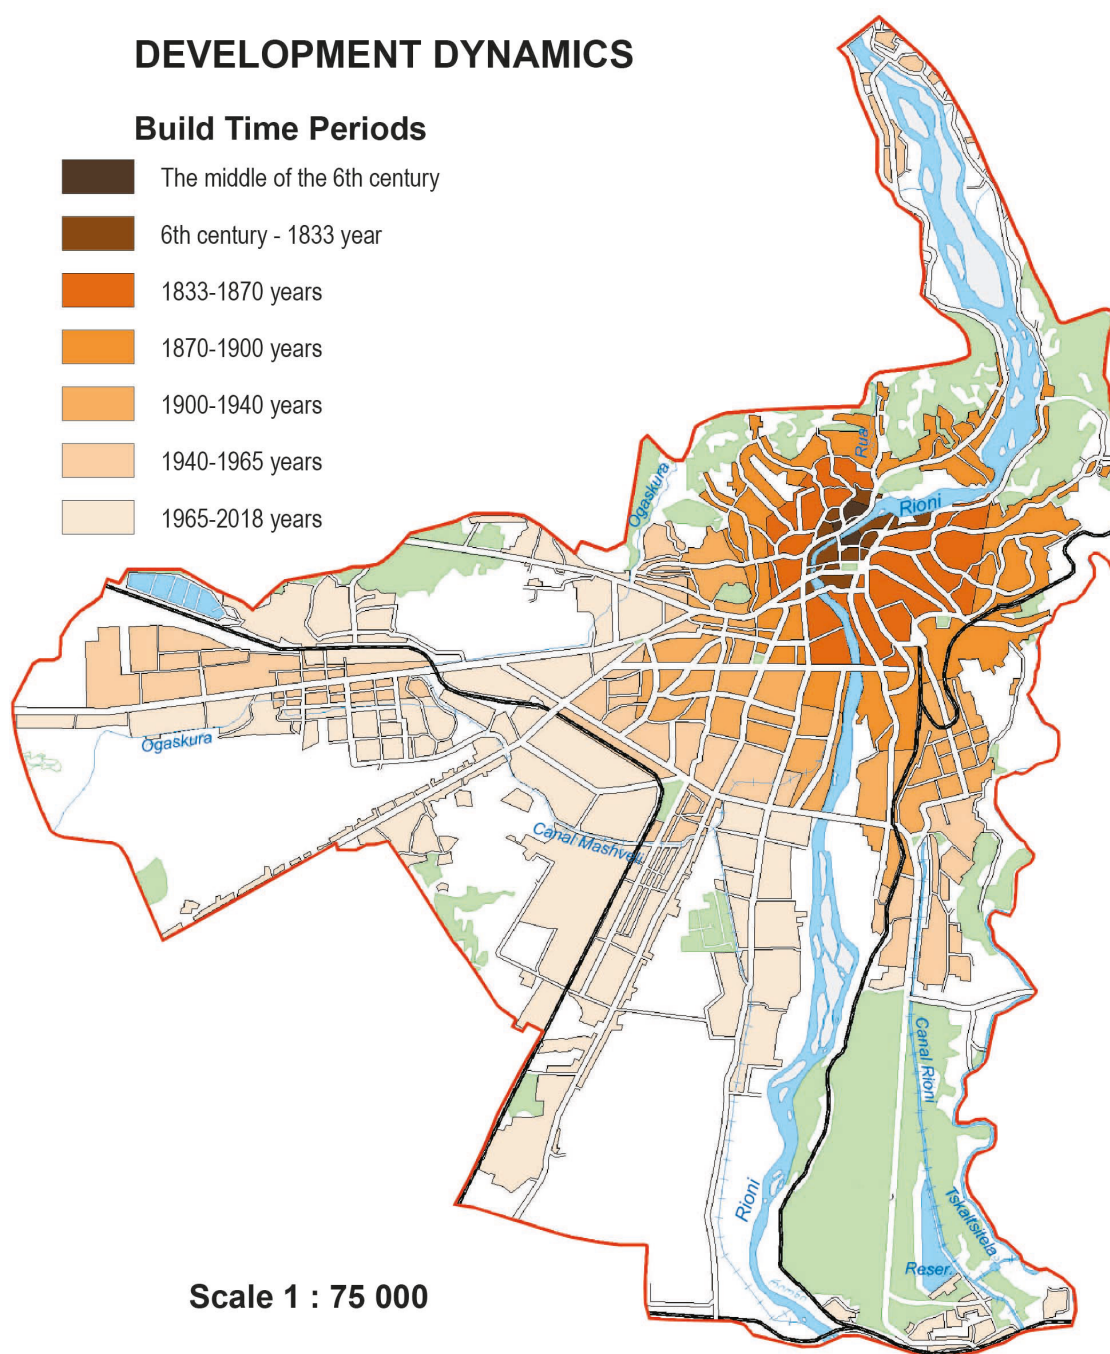 DEVELOPMENT DYNAMICS
Build Time Periods
The middle of the 6th century
6th century - 1833 year
1833-1870 years
1870-1900 years
1900-1940 years
1940-1965 years
1965-2018 years
Rual
Ogaskura
Rioni
Ogaskura
Canal Mashveli
Canal Rioni
Rioni
Tskaltsitela
Reser.
Scale 1 : 75 000